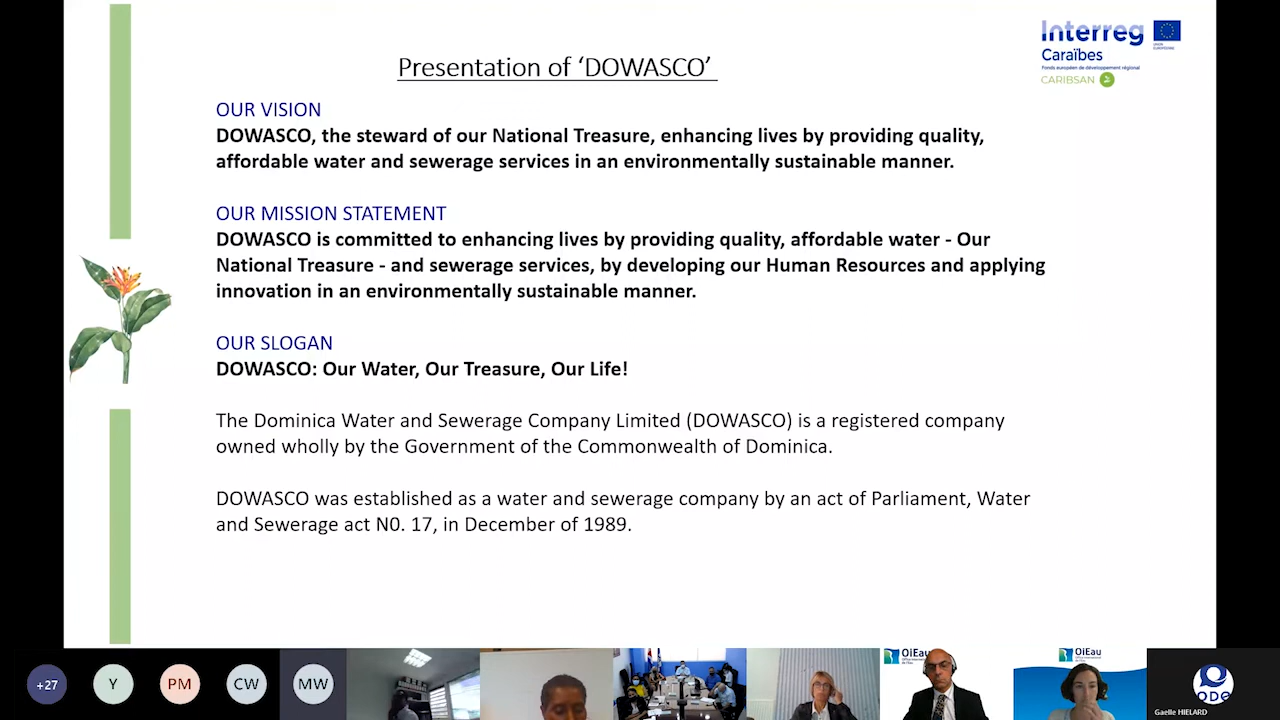 Interreg
UNION EUROPÉENNE
Caraïbes
Fonds européen de développement régional
CARIBSAN
Presentation of ‘DOWASCO’
OUR VISION
DOWASCO, the steward of our National Treasure, enhancing lives by providing quality,
affordable water and sewerage services in an environmentally sustainable manner.
OUR MISSION STATEMENT
DOWASCO is committed to enhancing lives by providing quality, affordable water - Our
National Treasure - and sewerage services, by developing our Human Resources and applying
innovation in an environmentally sustainable manner.
OUR SLOGAN
DOWASCO: Our Water, Our Treasure, Our Life!
The Dominica Water and Sewerage Company Limited (DOWASCO) is a registered company
owned wholly by the Government of the Commonwealth of Dominica.
DOWASCO was established as a water and sewerage company by an act of Parliament, Water
and Sewerage act N0. 17, in December of 1989.
+27
Y
PM
CW
MW
OiEau
OiEau
ODE
Gaelle HIELARD